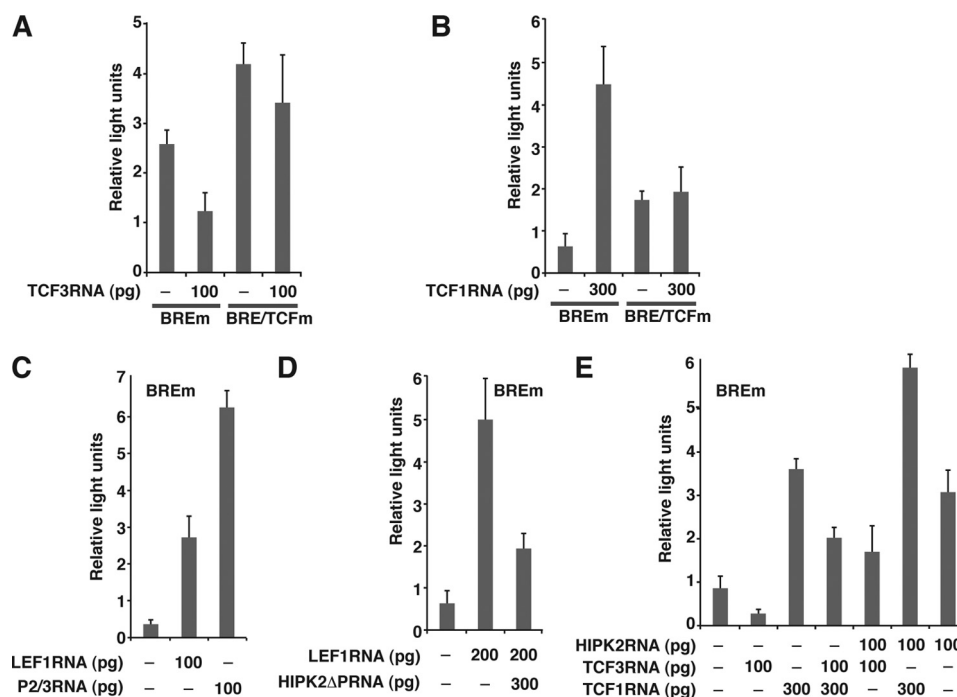 A
Relative light units
5
4
3
2
1
0
TCF3RNA (pg) – 100 – 100
BREm BRE/TCFm
B
Relative light units
6
5
4
3
2
1
0
TCF1RNA (pg) – 300 – 300
BREm BRE/TCFm
C
BREm
Relative light units
7
6
5
4
3
2
1
0
LEF1RNA (pg) – 100 –
P2/3RNA (pg) – – 100
D
BREm
Relative light units
6
5
4
3
2
1
0
LEF1RNA (pg) – 200 200
HIPK2ΔPRNA (pg) – – 300
E
BREm
Relative light units
6
5
4
3
2
1
0
HIPK2RNA (pg) – – – – 100 100 100
TCF3RNA (pg) – 100 – 100 100 – –
TCF1RNA (pg) – – 300 300 – 300 –